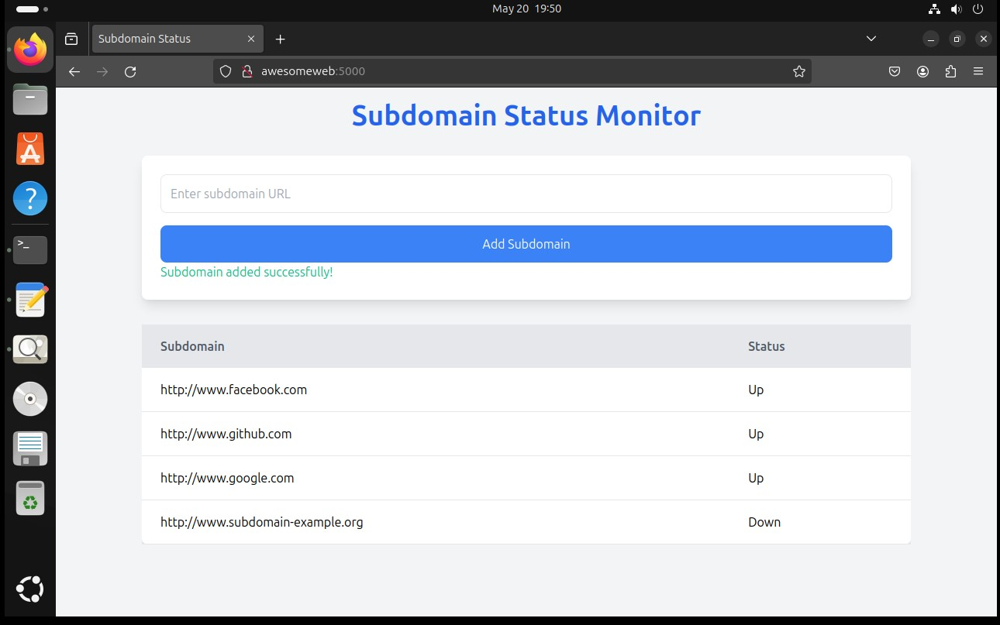 May 20 19:50
Subdomain Status
awesomeweb:5000
Subdomain Status Monitor
Enter subdomain URL
Add Subdomain
Subdomain added successfully!
Subdomain Status
http://www.facebook.com Up
http://www.github.com Up
http://www.google.com Up
http://www.subdomain-example.org Down